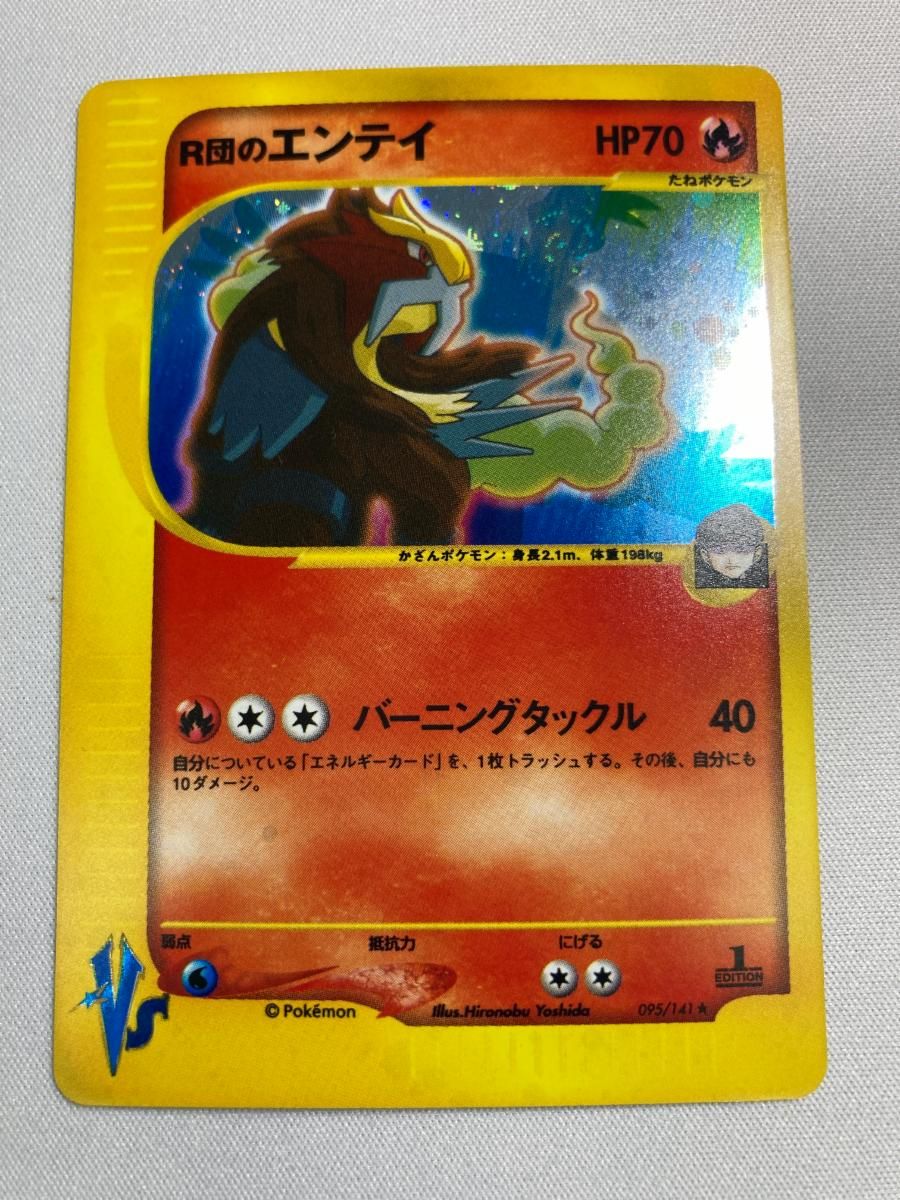 R団のエンテイ HP70
たねポケモン
かざんポケモン：身長2.1m、体重198kg
バーニングタックル 40
自分についている「エネルギーカード」を、1枚トラッシュする。その後、自分にも
10ダメージ。
弱点 抵抗力 にげる
1
EDITION
VS
©Pokémon Illus.Hironobu Yoshida 095/141★